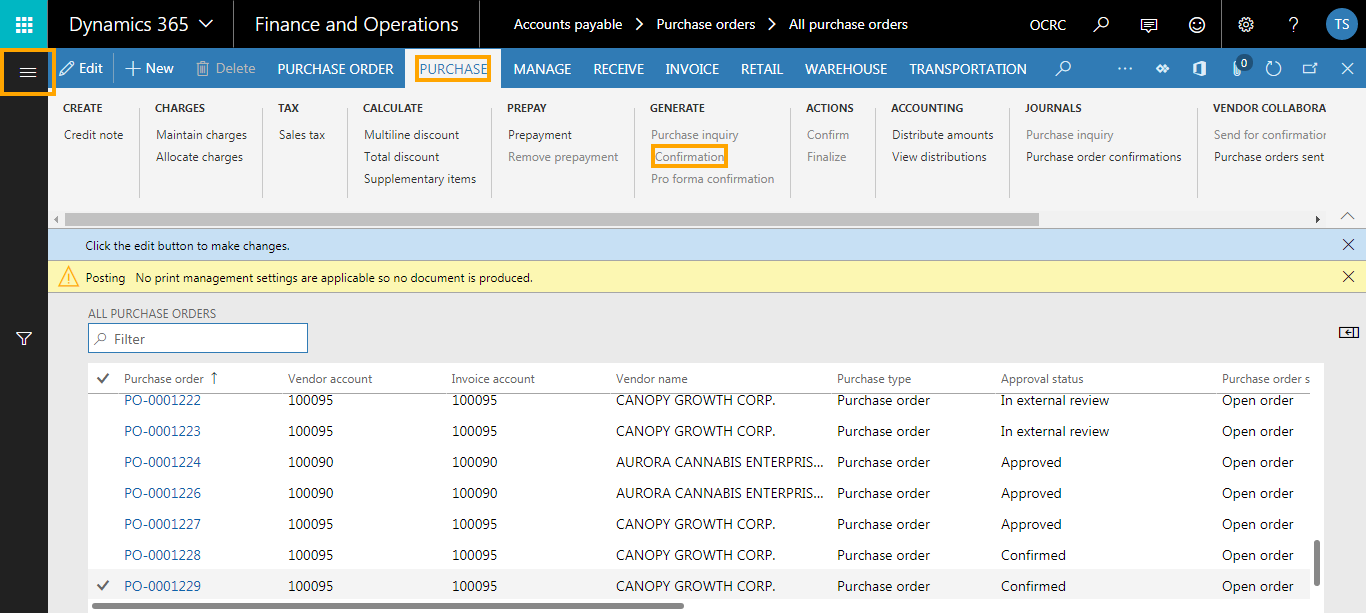 Dynamics 365 Finance and Operations Accounts payable Purchase orders All purchase orders OCRC ? TS
Edit New Delete PURCHASE ORDER PURCHASE MANAGE RECEIVE INVOICE RETAIL WAREHOUSE TRANSPORTATION ... 0
CREATE CHARGES TAX CALCULATE PREPAY GENERATE ACTIONS ACCOUNTING JOURNALS VENDOR COLLABORA
Credit note Maintain charges Sales tax Multiline discount Prepayment Purchase inquiry Confirm Distribute amounts Purchase inquiry Send for confirmation
Allocate charges Total discount Remove prepayment Confirmation Finalize View distributions Purchase order confirmations Purchase orders sent
Supplementary items Pro forma confirmation
Click the edit button to make changes.
Posting No print management settings are applicable so no document is produced.
ALL PURCHASE ORDERS
Filter
Purchase order Vendor account Invoice account Vendor name Purchase type Approval status Purchase order s
PO-0001222 100095 100095 CANOPY GROWTH CORP. Purchase order In external review Open order
PO-0001223 100095 100095 CANOPY GROWTH CORP. Purchase order In external review Open order
PO-0001224 100090 100090 AURORA CANNABIS ENTERPRIS... Purchase order Approved Open order
PO-0001226 100090 100090 AURORA CANNABIS ENTERPRIS... Purchase order Approved Open order
PO-0001227 100095 100095 CANOPY GROWTH CORP. Purchase order Approved Open order
PO-0001228 100095 100095 CANOPY GROWTH CORP. Purchase order Confirmed Open order
PO-0001229 100095 100095 CANOPY GROWTH CORP. Purchase order Confirmed Open order